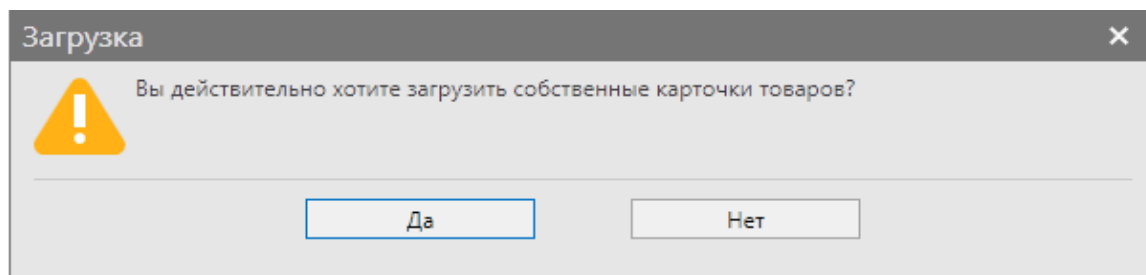 Загрузка
Вы действительно хотите загрузить собственные карточки товаров?
Да
Нет